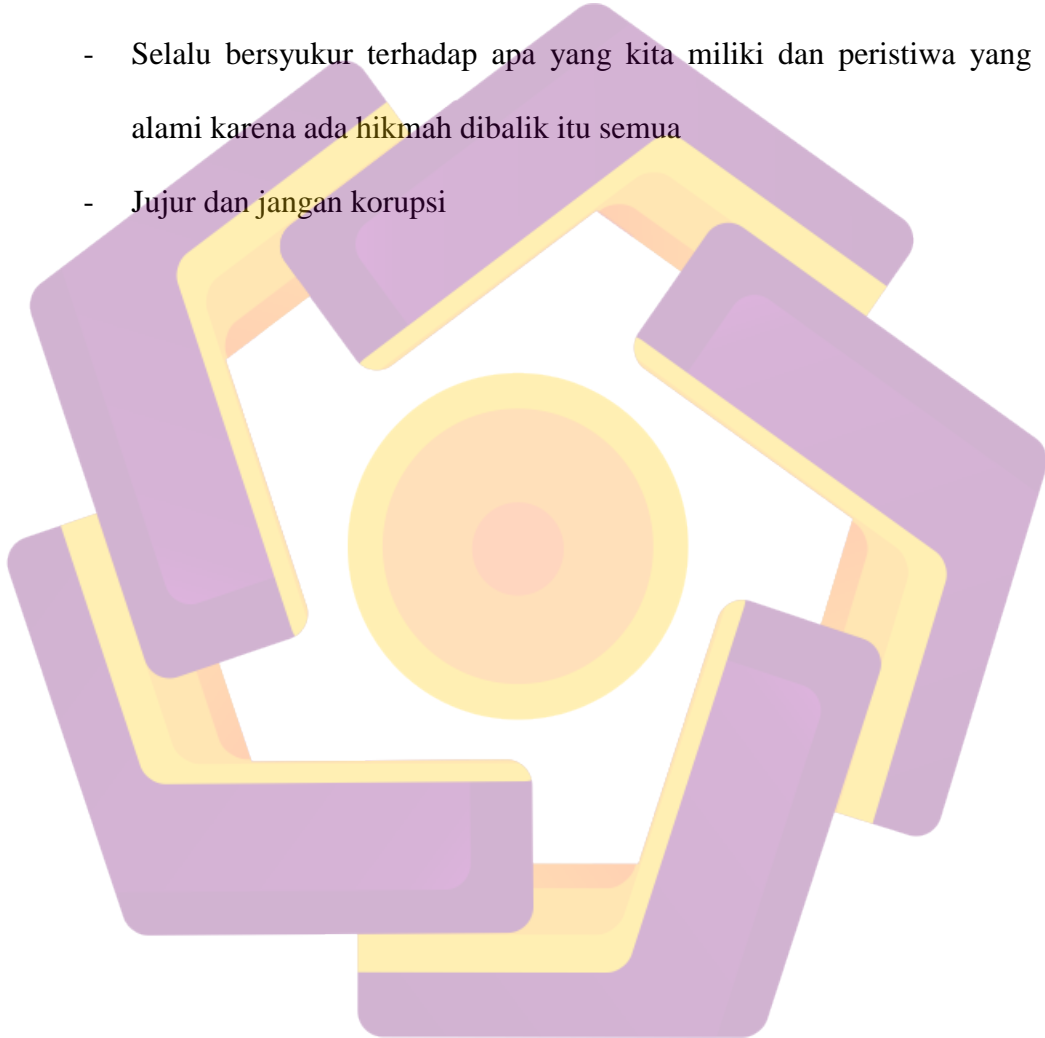 - Selalu bersyukur terhadap apa yang kita miliki dan peristiwa yang
alami karena ada hikmah dibalik itu semua
- Jujur dan jangan korupsi